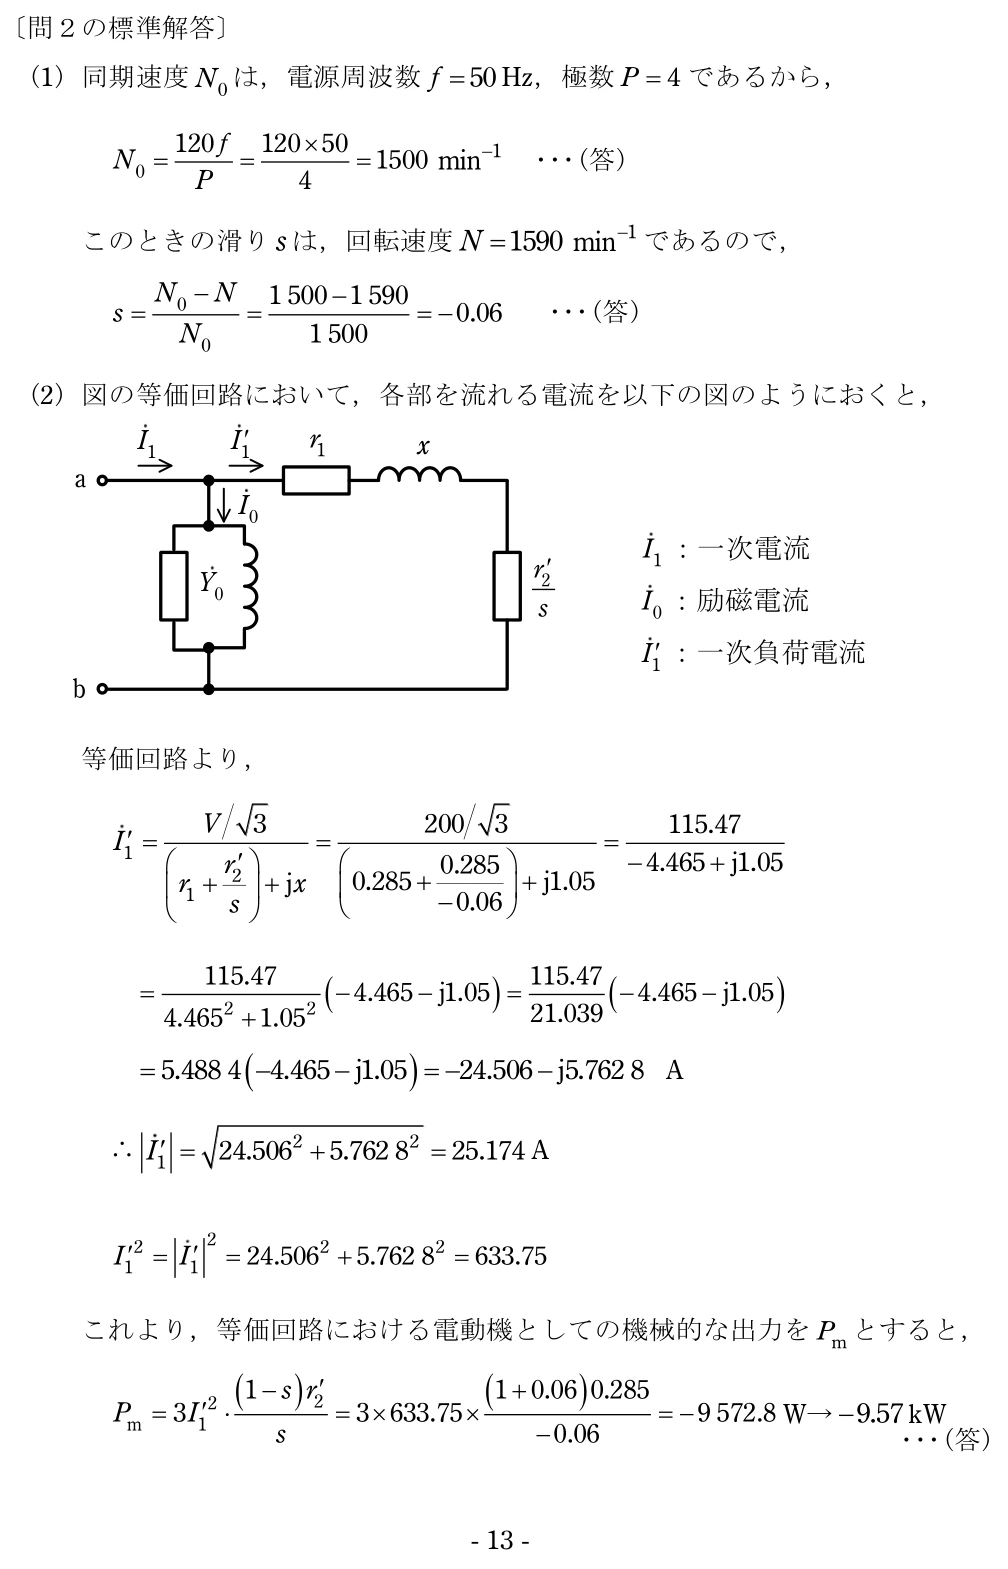 〔問２の標準解答〕
(1) 同期速度 N₀ は，電源周波数 f = 50 Hz，極数 P = 4 であるから，
N₀ = 120f/P = (120×50)/4 = 1500 min⁻¹ ･･･（答）
このときの滑り s は，回転速度 N = 1590 min⁻¹ であるので，
s = (N₀ − N)/N₀ = (1 500 − 1 590)/1 500 = −0.06 ･･･（答）
(2) 図の等価回路において，各部を流れる電流を以下の図のようにおくと，
İ₁ İ₁′ r₁ x
a
İ₀
Ẏ₀ r₂′/s
b
İ₁ ：一次電流
İ₀ ：励磁電流
İ₁′ ：一次負荷電流
等価回路より，
İ₁′ = (V/√3)/((r₁ + r₂′/s) + jx) = (200/√3)/((0.285 + 0.285/−0.06) + j1.05) = 115.47/(−4.465 + j1.05)
= 115.47/(4.465² + 1.05²) (−4.465 − j1.05) = 115.47/21.039 (−4.465 − j1.05)
= 5.488 4(−4.465 − j1.05) = −24.506 − j5.762 8 A
∴ |İ₁′| = √(24.506² + 5.762 8²) = 25.174 A
I₁′² = |İ₁′|² = 24.506² + 5.762 8² = 633.75
これより，等価回路における電動機としての機械的な出力を Pₘ とすると，
Pₘ = 3I₁′² · (1 − s)r₂′/s = 3×633.75× (1 + 0.06)0.285/−0.06 = −9 572.8 W→ −9.57 kW
･･･（答）
- 13 -